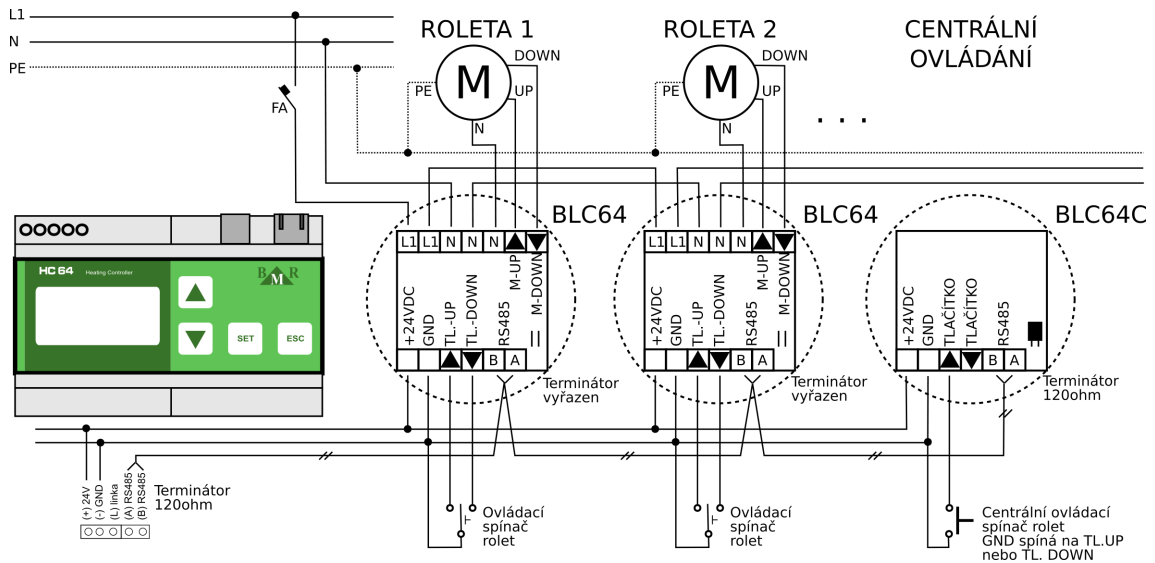 L1
N
PE
FA
ROLETA 1
ROLETA 2
CENTRÁLNÍ
OVLÁDÁNÍ
M
DOWN
PE
UP
N
M
DOWN
PE
UP
N
. . .
HC 64 Heating Controller
B M R
SET
ESC
BLC64
L1 L1 N N N
M-UP
M-DOWN
+24VDC
GND
TL.-UP
TL.-DOWN
RS485
B A
Terminátor
vyřazen
BLC64
L1 L1 N N N
M-UP
M-DOWN
+24VDC
GND
TL.-UP
TL.-DOWN
RS485
B A
Terminátor
vyřazen
BLC64C
+24VDC
GND
TLAČÍTKO
TLAČÍTKO
RS485
B A
Terminátor
120ohm
(+) 24V
(-) GND
(L) linka
(A) RS485
(B) RS485
Terminátor
120ohm
Ovládací
spínač
rolet
Ovládací
spínač
rolet
Centrální ovládací
spínač rolet
GND spíná na TL.UP
nebo TL. DOWN